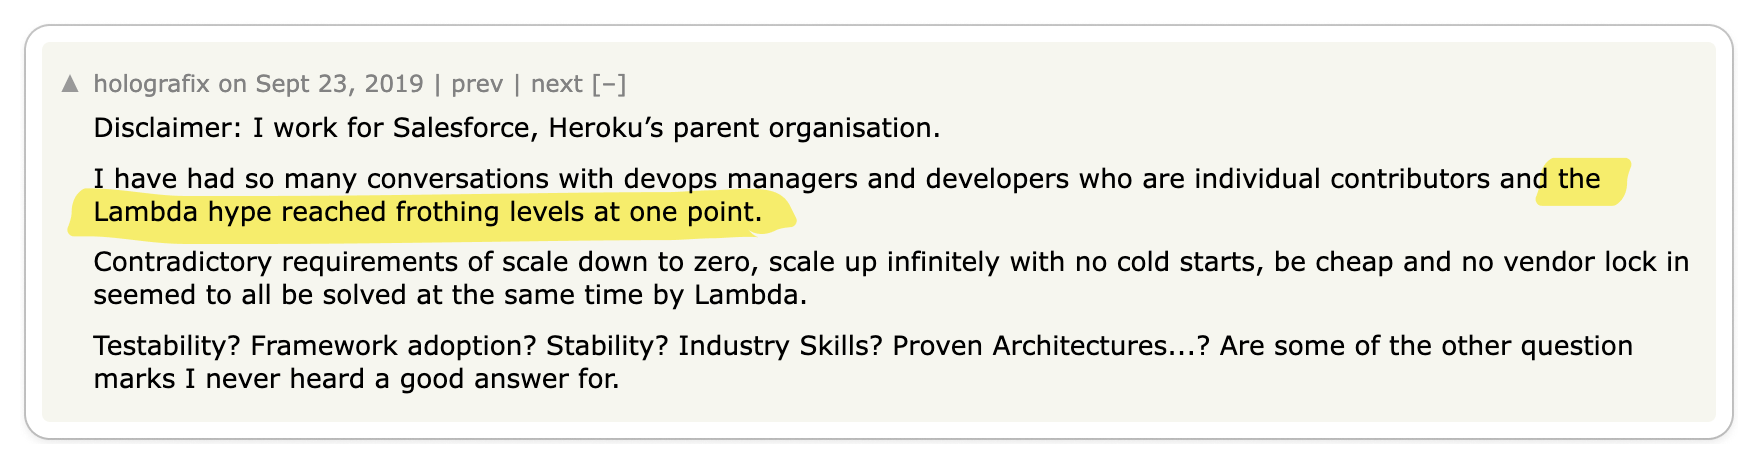 ▲ holografix on Sept 23, 2019 | prev | next [–]
Disclaimer: I work for Salesforce, Heroku’s parent organisation.
I have had so many conversations with devops managers and developers who are individual contributors and the
Lambda hype reached frothing levels at one point.
Contradictory requirements of scale down to zero, scale up infinitely with no cold starts, be cheap and no vendor lock in
seemed to all be solved at the same time by Lambda.
Testability? Framework adoption? Stability? Industry Skills? Proven Architectures...? Are some of the other question
marks I never heard a good answer for.